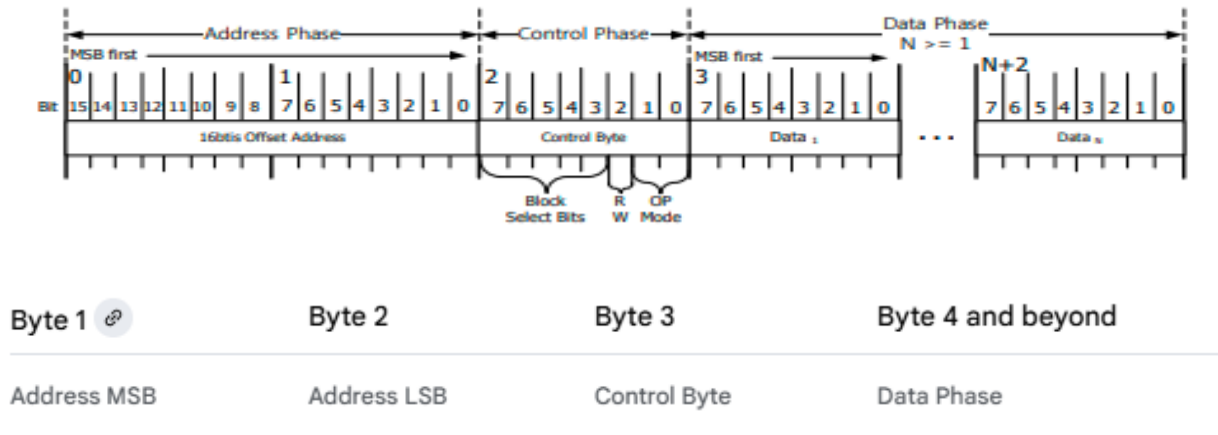 Address Phase Control Phase Data Phase
N >= 1
MSB first MSB first
0 1 2 3 N+2
Bit 15 14 13 12 11 10 9 8 7 6 5 4 3 2 1 0 7 6 5 4 3 2 1 0 7 6 5 4 3 2 1 0 7 6 5 4 3 2 1 0
16btis Offset Address Control Byte Data 1 ... Data N
Block R OP
Select Bits W Mode
Byte 1 Byte 2 Byte 3 Byte 4 and beyond
Address MSB Address LSB Control Byte Data Phase